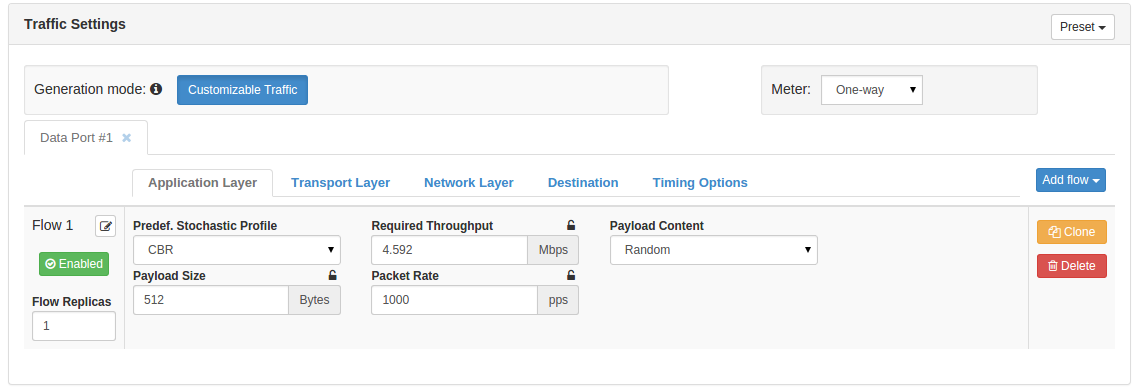 Traffic Settings
Preset
Generation mode:
Customizable Traffic
Meter:
One-way
Data Port #1
Application Layer
Transport Layer
Network Layer
Destination
Timing Options
Add flow
Flow 1
Enabled
Flow Replicas
1
Predef. Stochastic Profile
CBR
Required Throughput
4.592
Mbps
Payload Content
Random
Payload Size
512
Bytes
Packet Rate
1000
pps
Clone
Delete